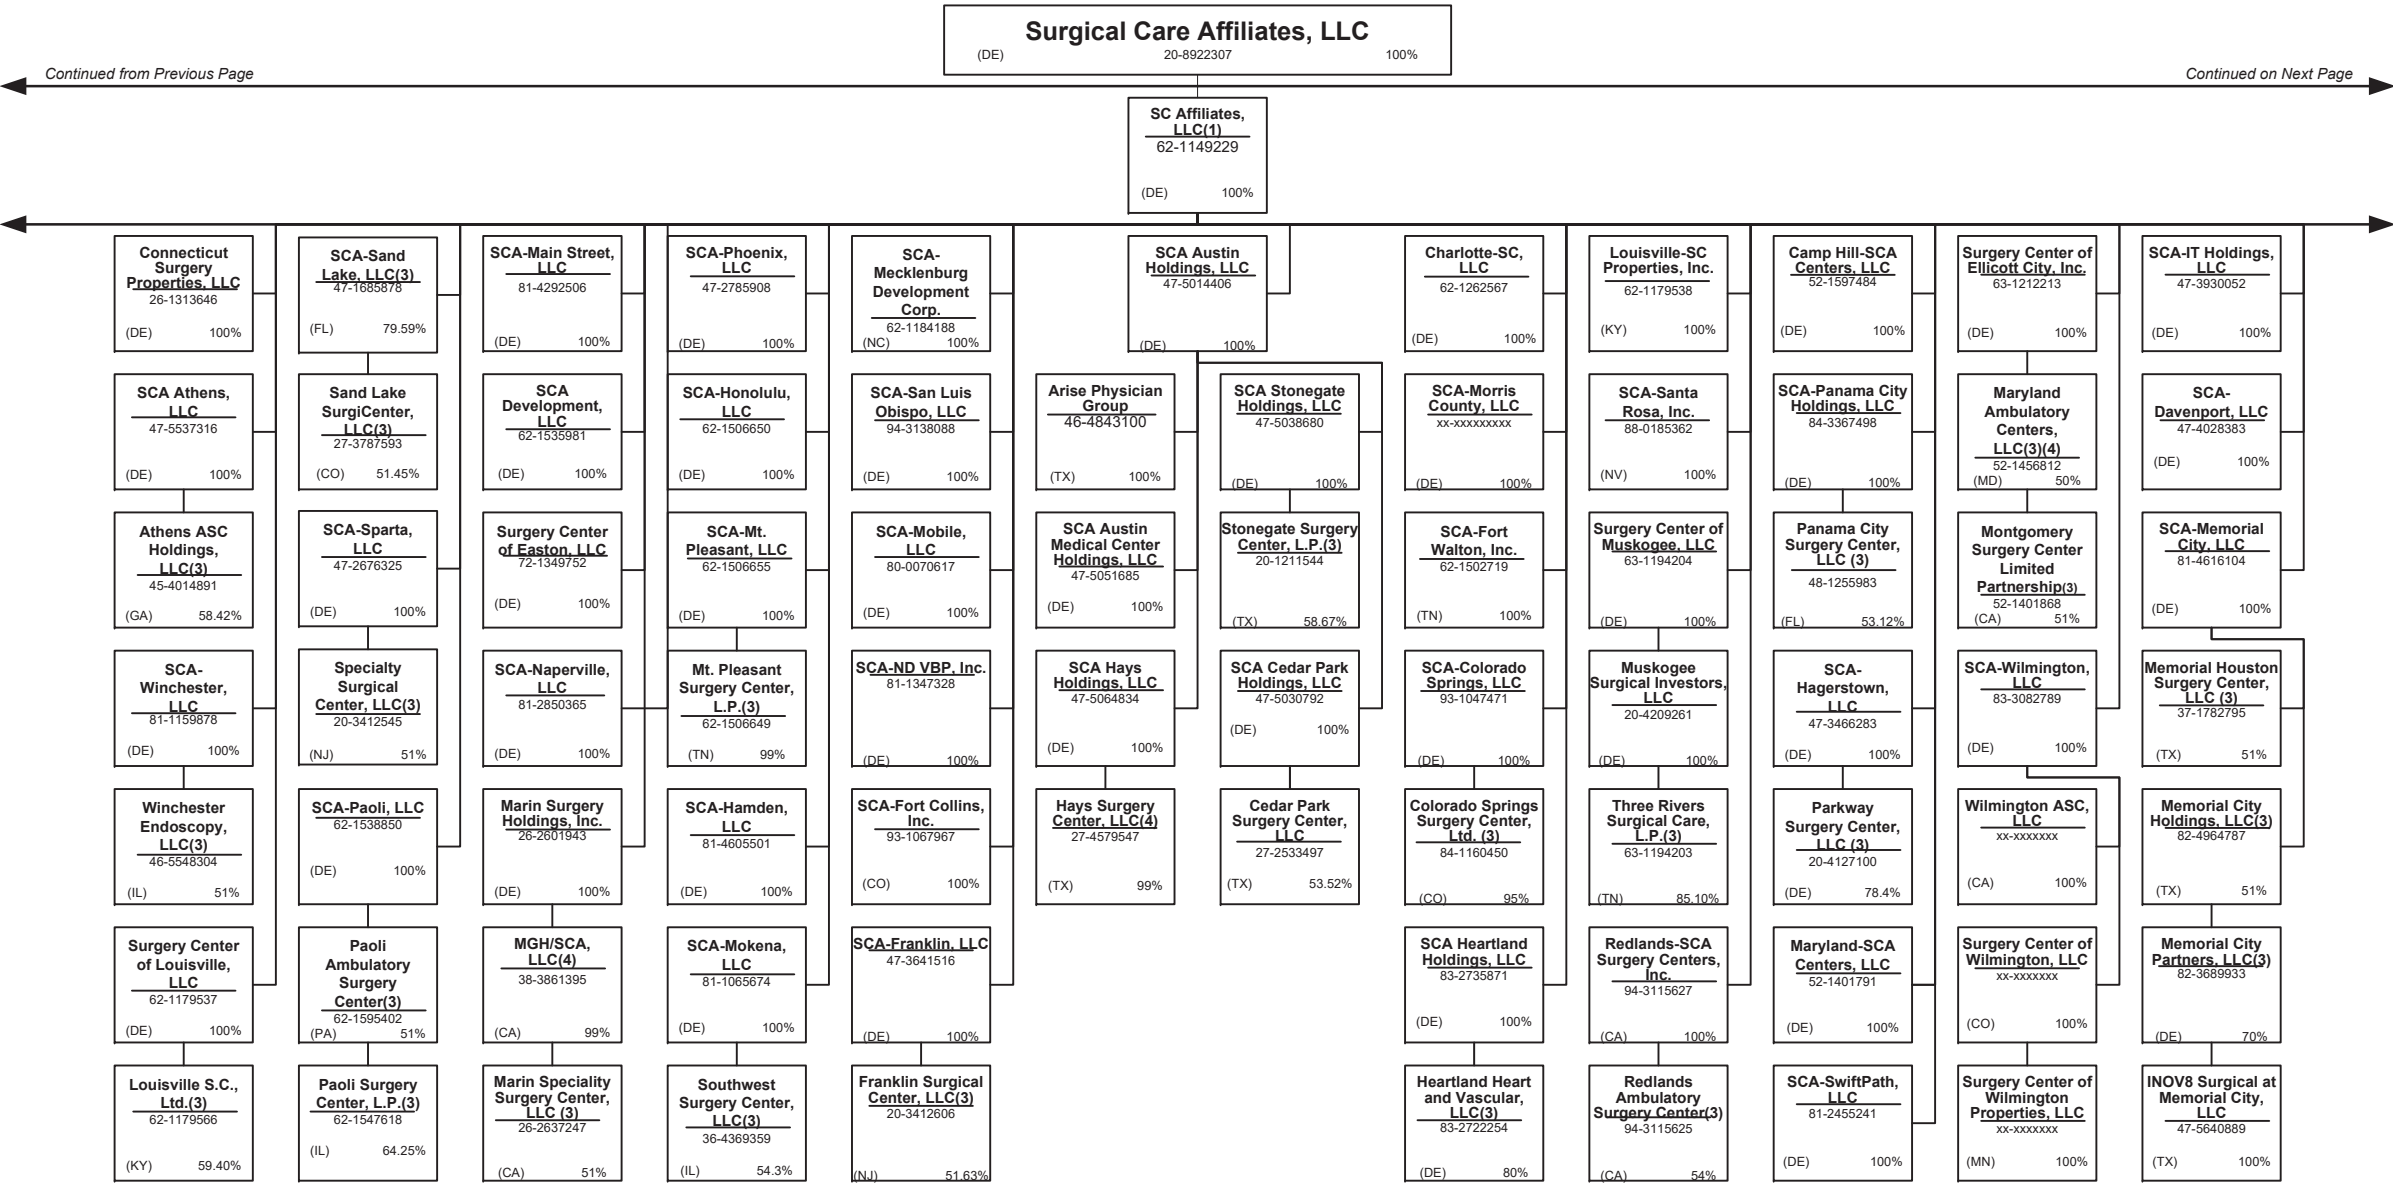 Surgical Care Affiliates, LLC
(DE) 20-8922307 100%
Continued from Previous Page
Continued on Next Page
SC Affiliates,
LLC(1)
62-1149229
(DE) 100%
Connecticut
Surgery
Properties, LLC
26-1313646
(DE) 100%
SCA Athens,
LLC
47-5537316
(DE) 100%
Athens ASC
Holdings,
LLC(3)
45-4014891
(GA) 58.42%
SCA-
Winchester,
LLC
81-1159878
(DE) 100%
Winchester
Endoscopy,
LLC(3)
46-5548304
(IL) 51%
Surgery Center
of Louisville,
LLC
62-1179537
(DE) 100%
Louisville S.C.,
Ltd.(3)
62-1179566
(KY) 59.40%
SCA-Sand
Lake, LLC(3)
47-1685878
(FL) 79.59%
Sand Lake
SurgiCenter,
LLC(3)
27-3787593
(CO) 51.45%
SCA-Sparta,
LLC
47-2676325
(DE) 100%
Specialty
Surgical
Center, LLC(3)
20-3412545
(NJ) 51%
SCA-Paoli, LLC
62-1538850
(DE) 100%
Paoli
Ambulatory
Surgery
Center(3)
62-1595402
(PA) 51%
Paoli Surgery
Center, L.P.(3)
62-1547618
(IL) 64.25%
SCA-Main Street,
LLC
81-4292506
(DE) 100%
SCA
Development,
LLC
62-1535981
(DE) 100%
Surgery Center
of Easton, LLC
72-1349752
(DE) 100%
SCA-Naperville,
LLC
81-2850365
(DE) 100%
Marin Surgery
Holdings, Inc.
26-2601943
(DE) 100%
MGH/SCA,
LLC(4)
38-3861395
(CA) 99%
Marin Speciality
Surgery Center,
LLC (3)
26-2637247
(CA) 51%
SCA-Phoenix,
LLC
47-2785908
(DE) 100%
SCA-Honolulu,
LLC
62-1506650
(DE) 100%
SCA-Mt.
Pleasant, LLC
62-1506655
(DE) 100%
Mt. Pleasant
Surgery Center,
L.P.(3)
62-1506649
(TN) 99%
SCA-Hamden,
LLC
81-4605501
(DE) 100%
SCA-Mokena,
LLC
81-1065674
(DE) 100%
Southwest
Surgery Center,
LLC(3)
36-4369359
(IL) 54.3%
SCA-
Mecklenburg
Development
Corp.
62-1184188
(NC) 100%
SCA-San Luis
Obispo, LLC
94-3138088
(DE) 100%
SCA-Mobile,
LLC
80-0070617
(DE) 100%
SCA-ND VBP, Inc.
81-1347328
(DE) 100%
SCA-Fort Collins,
Inc.
93-1067967
(CO) 100%
SCA-Franklin, LLC
47-3641516
(DE) 100%
Franklin Surgical
Center, LLC(3)
20-3412606
(NJ) 51.63%
SCA Austin
Holdings, LLC
47-5014406
(DE) 100%
Arise Physician
Group
46-4843100
(TX) 100%
SCA Austin
Medical Center
Holdings, LLC
47-5051685
(DE) 100%
SCA Hays
Holdings, LLC
47-5064834
(DE) 100%
Hays Surgery
Center, LLC(4)
27-4579547
(TX) 99%
SCA Stonegate
Holdings, LLC
47-5038680
(DE) 100%
Stonegate Surgery
Center, L.P.(3)
20-1211544
(TX) 58.67%
SCA Cedar Park
Holdings, LLC
47-5030792
(DE) 100%
Cedar Park
Surgery Center,
LLC
27-2533497
(TX) 53.52%
Charlotte-SC,
LLC
62-1262567
(DE) 100%
SCA-Morris
County, LLC
xx-xxxxxxxxx
(DE) 100%
SCA-Fort
Walton, Inc.
62-1502719
(TN) 100%
SCA-Colorado
Springs, LLC
93-1047471
(DE) 100%
Colorado Springs
Surgery Center,
Ltd. (3)
84-1160450
(CO) 95%
SCA Heartland
Holdings, LLC
83-2735871
(DE) 100%
Heartland Heart
and Vascular,
LLC(3)
83-2722254
(DE) 80%
Louisville-SC
Properties, Inc.
62-1179538
(KY) 100%
SCA-Santa
Rosa, Inc.
88-0185362
(NV) 100%
Surgery Center of
Muskogee, LLC
63-1194204
(DE) 100%
Muskogee
Surgical Investors,
LLC
20-4209261
(DE) 100%
Three Rivers
Surgical Care,
L.P.(3)
63-1194203
(TN) 85.10%
Redlands-SCA
Surgery Centers,
Inc.
94-3115627
(CA) 100%
Redlands
Ambulatory
Surgery Center(3)
94-3115625
(CA) 54%
Camp Hill-SCA
Centers, LLC
52-1597484
(DE) 100%
SCA-Panama City
Holdings, LLC
84-3367498
(DE) 100%
Panama City
Surgery Center,
LLC (3)
48-1255983
(FL) 53.12%
SCA-
Hagerstown,
LLC
47-3466283
(DE) 100%
Parkway
Surgery Center,
LLC (3)
20-4127100
(DE) 78.4%
Maryland-SCA
Centers, LLC
52-1401791
(DE) 100%
SCA-SwiftPath,
LLC
81-2455241
(DE) 100%
Surgery Center of
Ellicott City, Inc.
63-1212213
(DE) 100%
Maryland
Ambulatory
Centers,
LLC(3)(4)
52-1456812
(MD) 50%
Montgomery
Surgery Center
Limited
Partnership(3)
52-1401868
(CA) 51%
SCA-Wilmington,
LLC
83-3082789
(DE) 100%
Wilmington ASC,
LLC
xx-xxxxxxx
(CA) 100%
Surgery Center of
Wilmington, LLC
xx-xxxxxxx
(CO) 100%
Surgery Center of
Wilmington
Properties, LLC
xx-xxxxxxx
(MN) 100%
SCA-IT Holdings,
LLC
47-3930052
(DE) 100%
SCA-
Davenport, LLC
47-4028383
(DE) 100%
SCA-Memorial
City, LLC
81-4616104
(DE) 100%
Memorial Houston
Surgery Center,
LLC (3)
37-1782795
(TX) 51%
Memorial City
Holdings, LLC(3)
82-4964787
(TX) 51%
Memorial City
Partners, LLC(3)
82-3689933
(DE) 70%
INOV8 Surgical at
Memorial City,
LLC
47-5640889
(TX) 100%